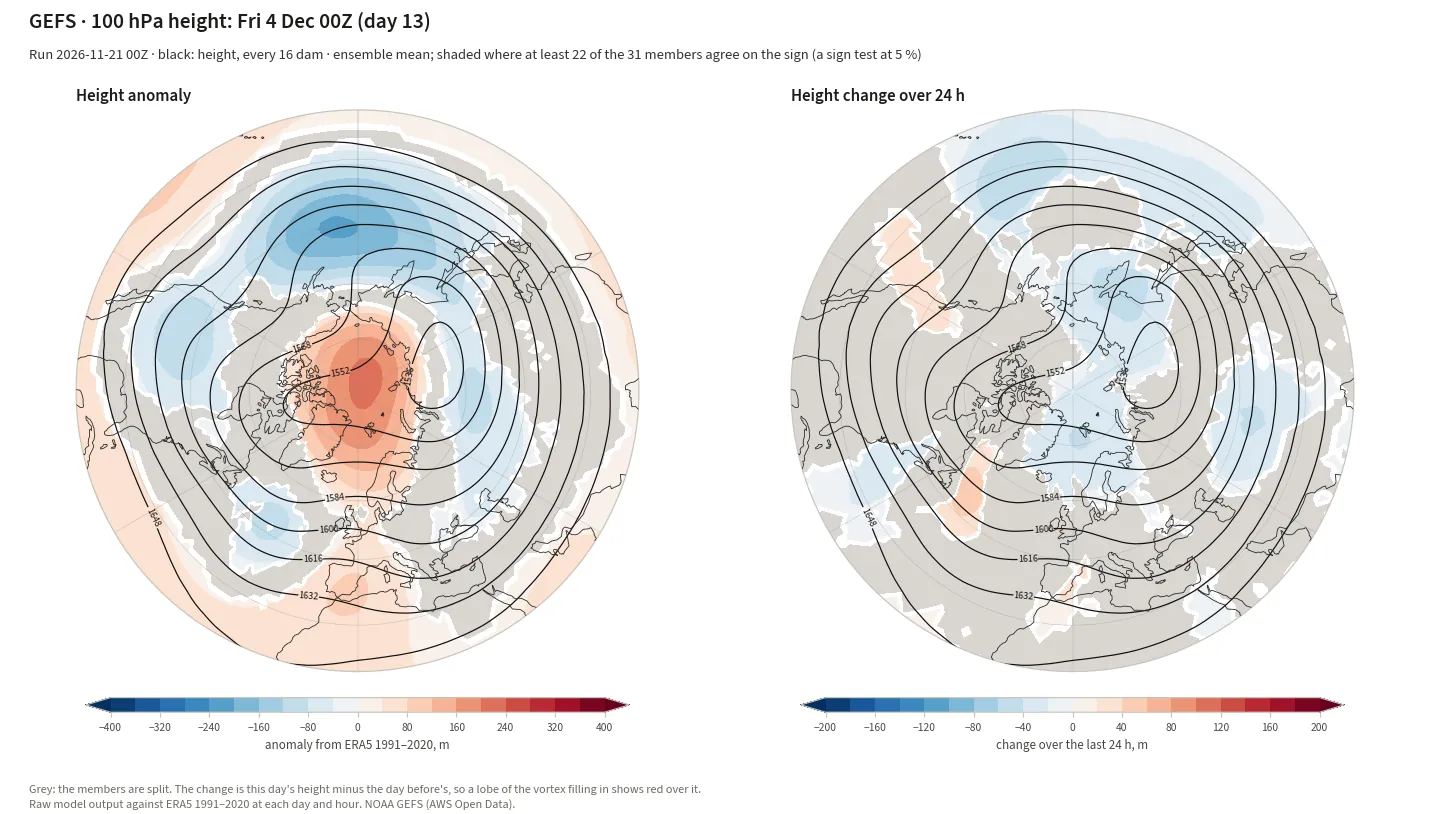 GEFS · 100 hPa height: Fri 4 Dec 00Z (day 13)
Run 2026-11-21 00Z · black: height, every 16 dam · ensemble mean; shaded where at least 22 of the 31 members agree on the sign (a sign test at 5 %)
Height anomaly
Height change over 24 h
1568
1552
1536
1584
1600
1616
1632
1648
1568
1552
1536
1584
1600
1616
1632
1648
−400 −320 −240 −160 −80 0 80 160 240 320 400
anomaly from ERA5 1991–2020, m
−200 −160 −120 −80 −40 0 40 80 120 160 200
change over the last 24 h, m
Grey: the members are split. The change is this day's height minus the day before's, so a lobe of the vortex filling in shows red over it.
Raw model output against ERA5 1991–2020 at each day and hour. NOAA GEFS (AWS Open Data).